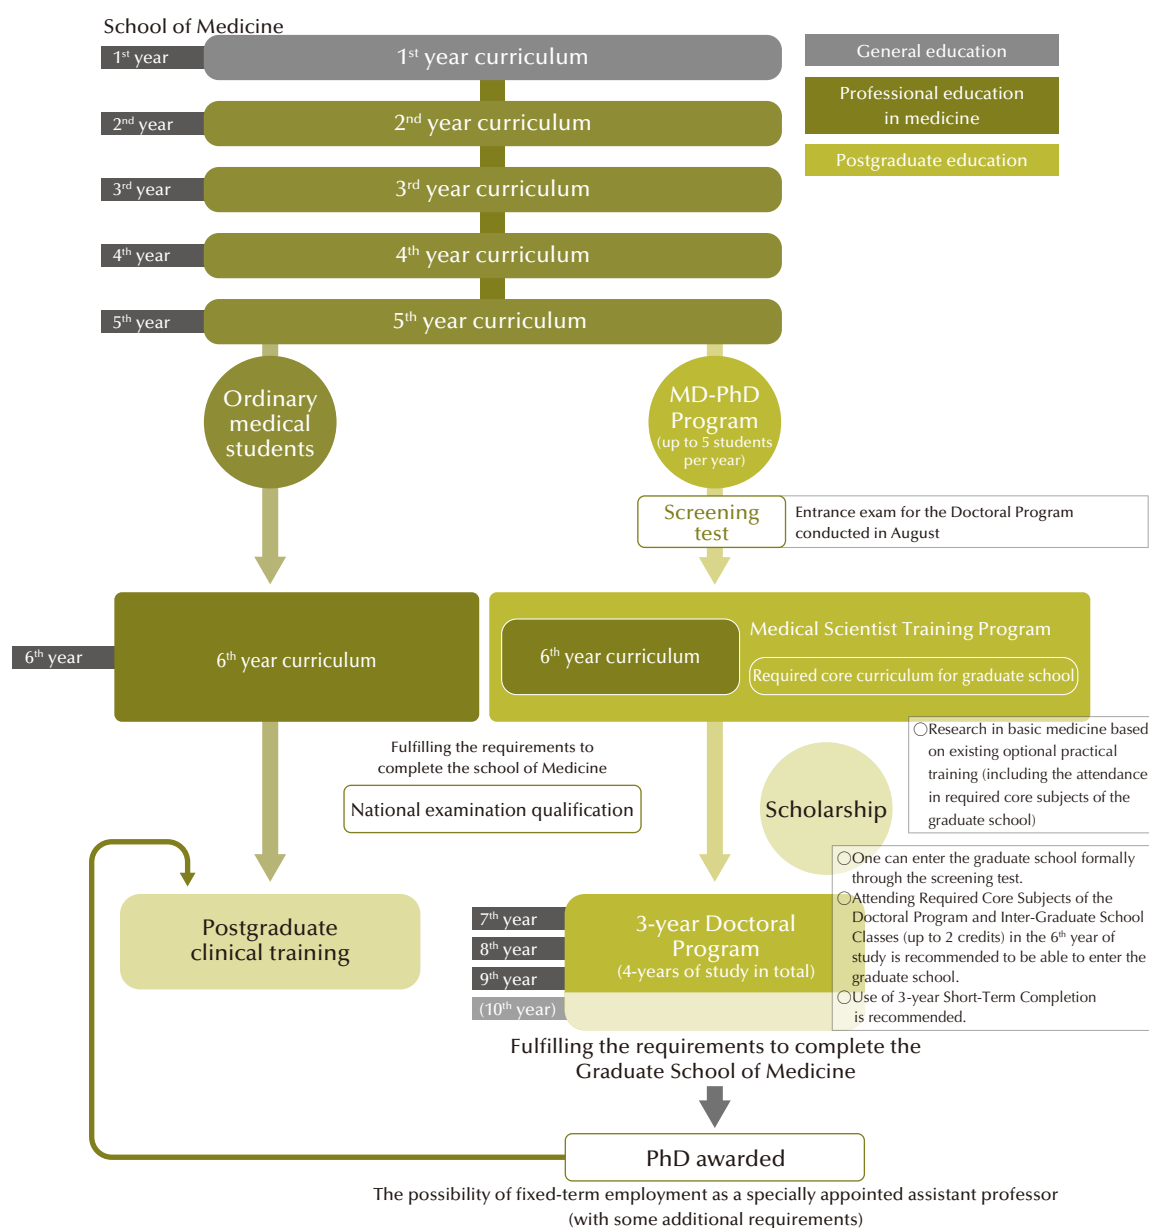 School of Medicine
1st year
1st year curriculum
General education
Professional education
in medicine
Postgraduate education
2nd year
2nd year curriculum
3rd year
3rd year curriculum
4th year
4th year curriculum
5th year
5th year curriculum
Ordinary
medical
students
MD-PhD
Program
(up to 5 students
per year)
Screening
test
Entrance exam for the Doctoral Program
conducted in August
6th year
6th year curriculum
6th year curriculum
Medical Scientist Training Program
Required core curriculum for graduate school
Fulfilling the requirements to
complete the school of Medicine
National examination qualification
Scholarship
○Research in basic medicine based
on existing optional practical
training (including the attendance
in required core subjects of the
graduate school)
○One can enter the graduate school formally
through the screening test.
○Attending Required Core Subjects of the
Doctoral Program and Inter-Graduate School
Classes (up to 2 credits) in the 6th year of
study is recommended to be able to enter the
graduate school.
○Use of 3-year Short-Term Completion
is recommended.
Postgraduate
clinical training
7th year
8th year
9th year
(10th year)
3-year Doctoral
Program
(4-years of study in total)
Fulfilling the requirements to complete the
Graduate School of Medicine
PhD awarded
The possibility of fixed-term employment as a specially appointed assistant professor
(with some additional requirements)